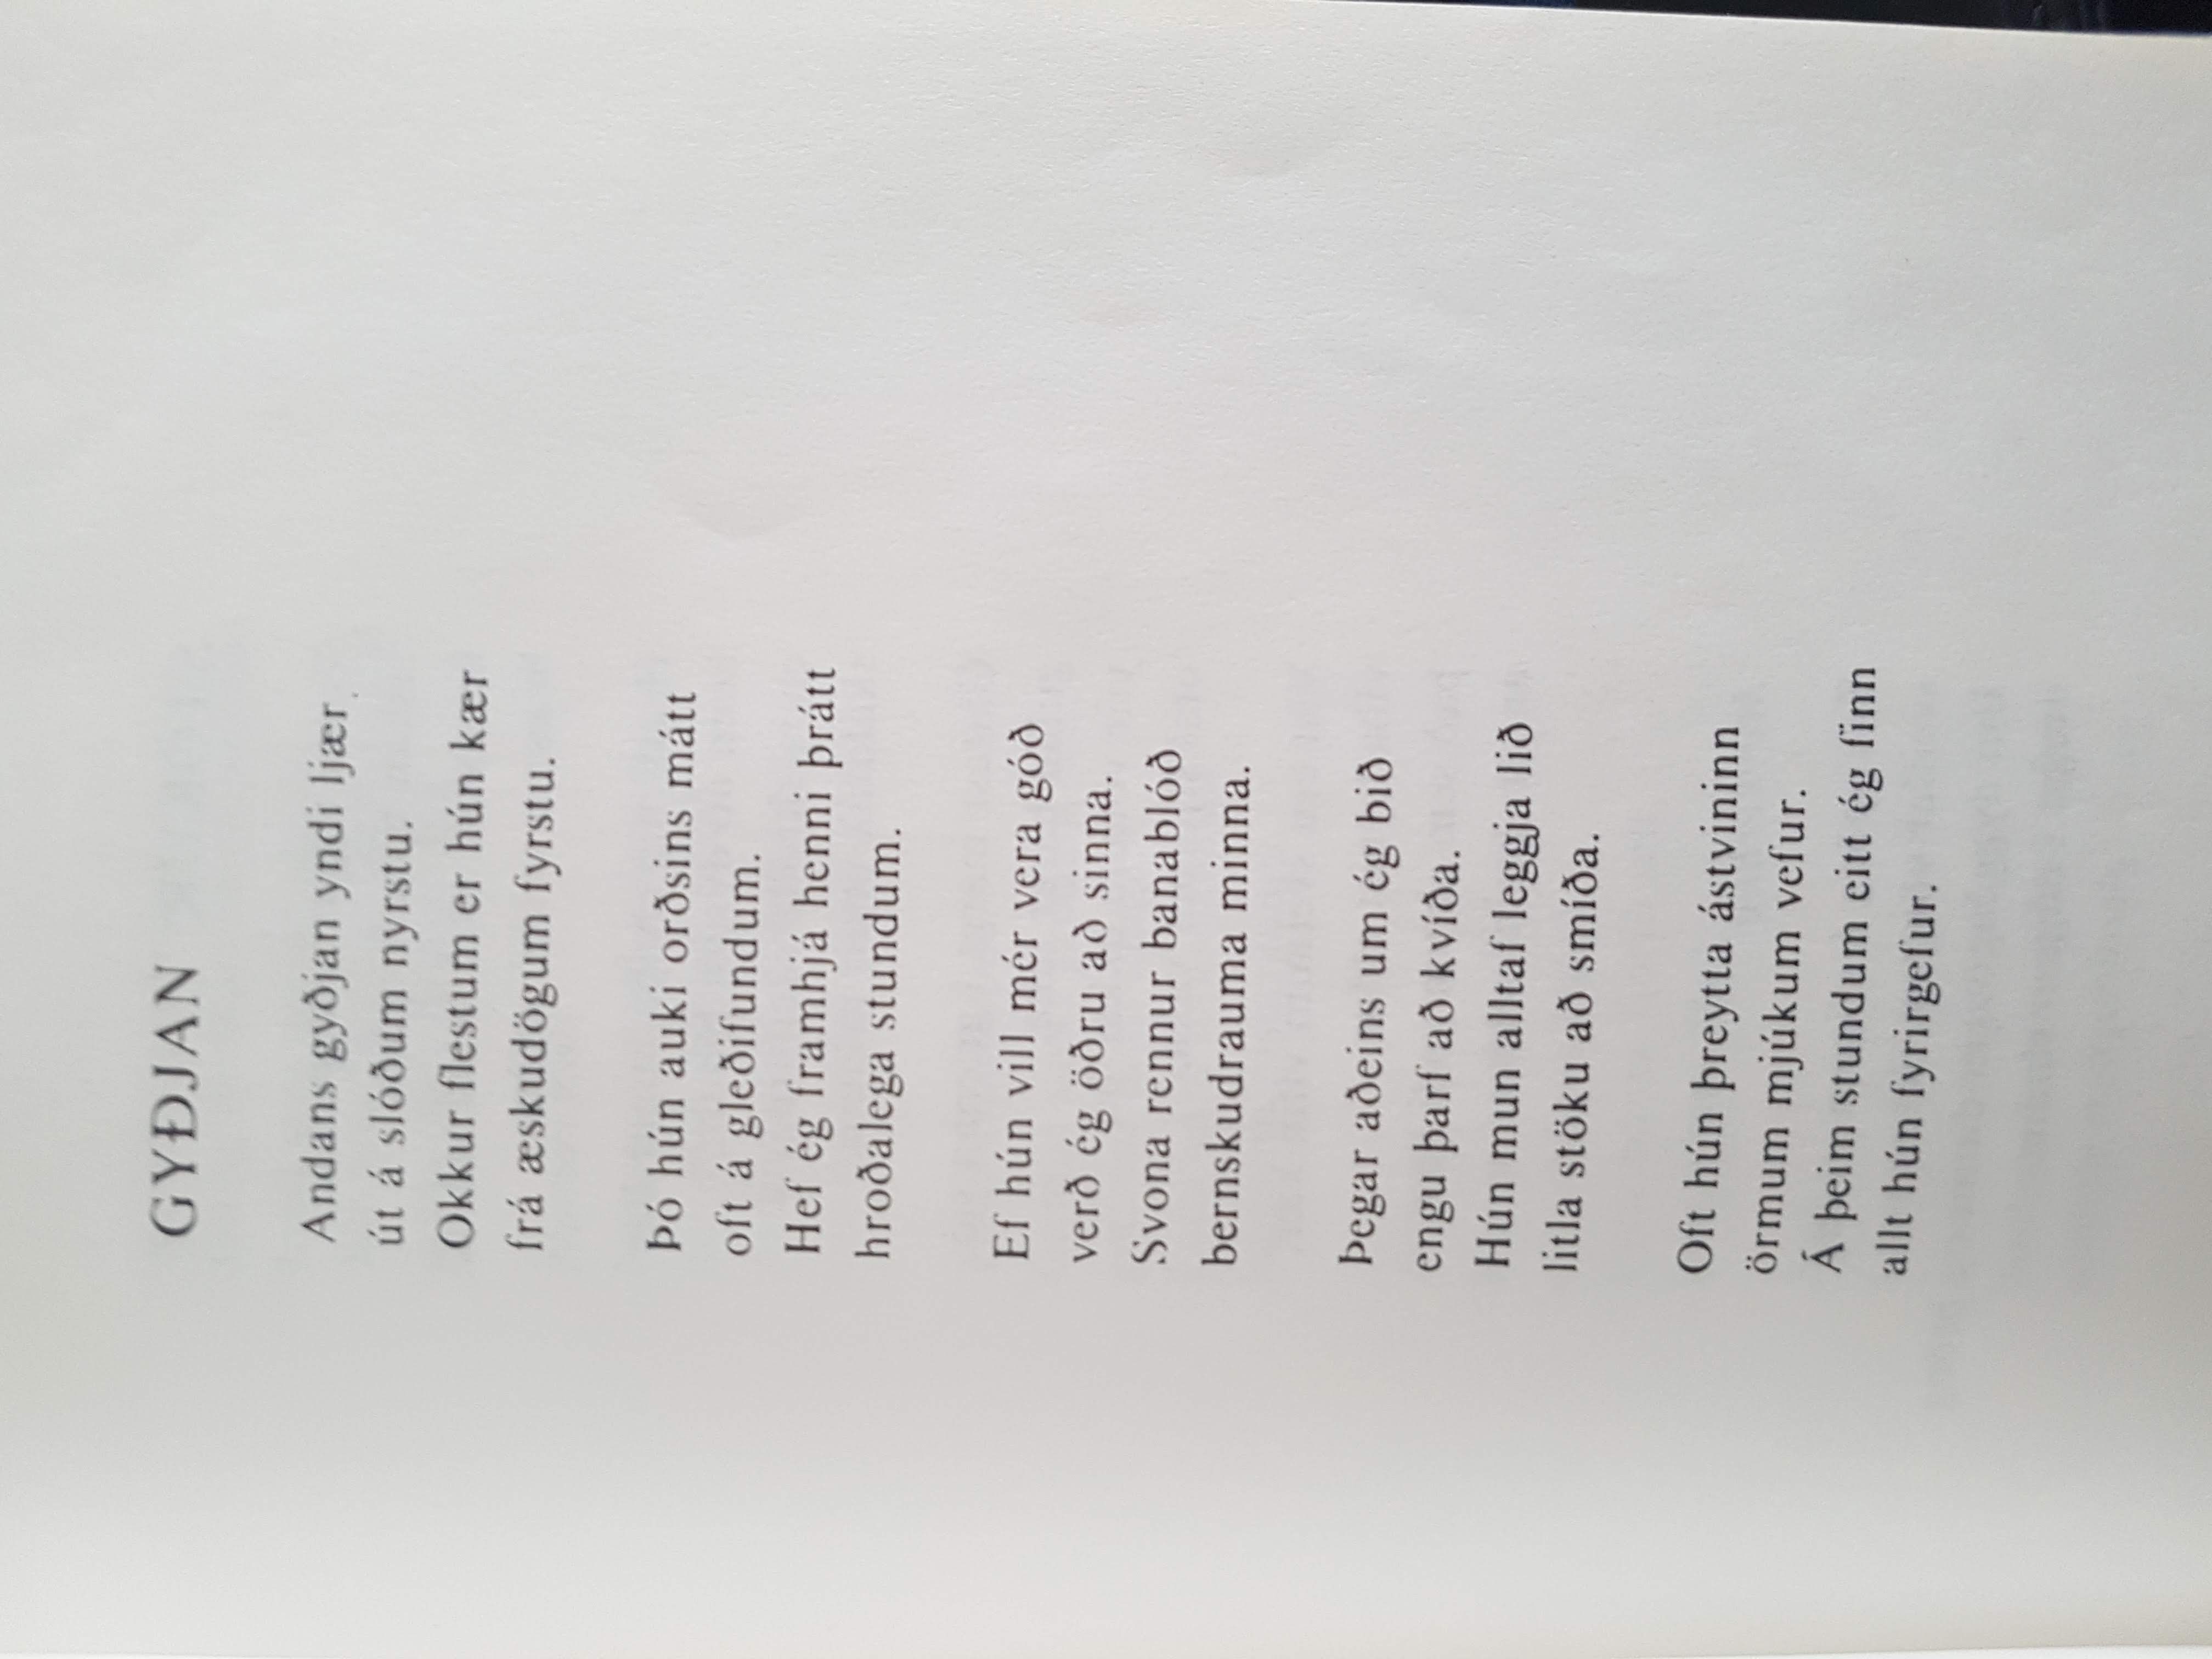 GYÐJAN
Andans gyðjan yndi ljær
út á slóðum nyrstu.
Okkur flestum er hún kær
frá æskudögum fyrstu.
Þó hún auki orðsins mátt
oft á gleðifundum.
Hef ég framhjá henni þrátt
hroðalega stundum.
Ef hún vill mér vera góð
verð ég öðru að sinna.
Svona rennur banablóð
bernskudrauma minna.
Þegar aðeins um ég bið
engu þarf að kvíða.
Hún mun alltaf leggja lið
litla stöku að smíða.
Oft hún þreytta ástvininn
örmum mjúkum vefur.
Á þeim stundum eitt ég finn
allt hún fyrirgefur.